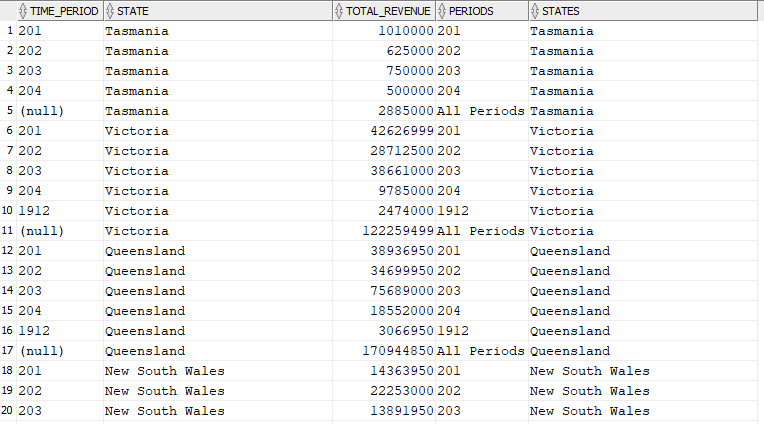 TIME_PERIOD STATE TOTAL_REVENUE PERIODS STATES
1 201 Tasmania 1010000 201 Tasmania
2 202 Tasmania 625000 202 Tasmania
3 203 Tasmania 750000 203 Tasmania
4 204 Tasmania 500000 204 Tasmania
5 (null) Tasmania 2885000 All Periods Tasmania
6 201 Victoria 42626999 201 Victoria
7 202 Victoria 28712500 202 Victoria
8 203 Victoria 38661000 203 Victoria
9 204 Victoria 9785000 204 Victoria
10 1912 Victoria 2474000 1912 Victoria
11 (null) Victoria 122259499 All Periods Victoria
12 201 Queensland 38936950 201 Queensland
13 202 Queensland 34699950 202 Queensland
14 203 Queensland 75689000 203 Queensland
15 204 Queensland 18552000 204 Queensland
16 1912 Queensland 3066950 1912 Queensland
17 (null) Queensland 170944850 All Periods Queensland
18 201 New South Wales 14363950 201 New South Wales
19 202 New South Wales 22253000 202 New South Wales
20 203 New South Wales 13891950 203 New South Wales